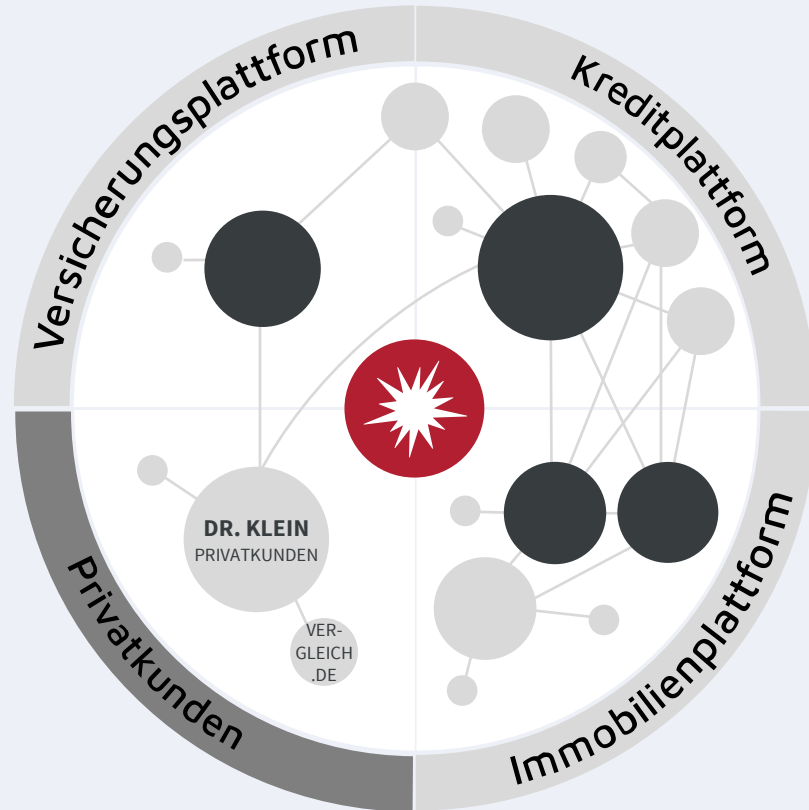 Versicherungsplattform
Kreditplattform
DR. KLEIN
PRIVATKUNDEN
VER-
GLEICH
.DE
Privatkunden
Immobilienplattform